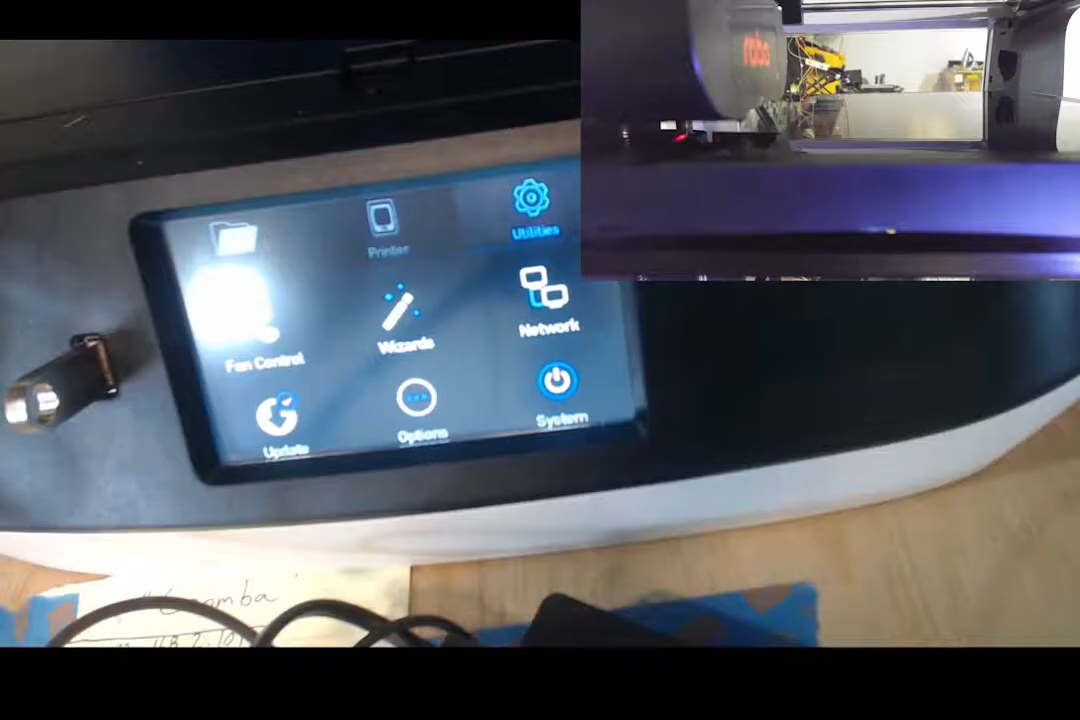 robo
Printer
Utilities
Fan Control
Wizards
Network
Update
Options
System